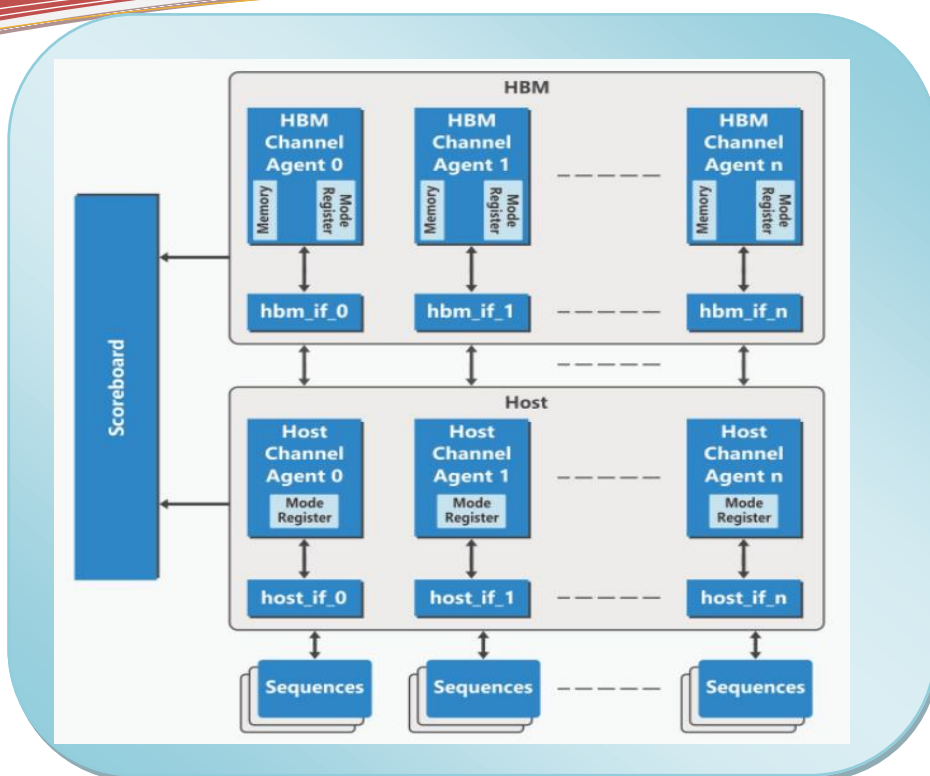 HBM
HBM
Channel
Agent 0
Memory
Mode
Register
HBM
Channel
Agent 1
Memory
Mode
Register
HBM
Channel
Agent n
Memory
Mode
Register
hbm_if_0
hbm_if_1
hbm_if_n
Scoreboard
Host
Host
Channel
Agent 0
Mode
Register
Host
Channel
Agent 1
Mode
Register
Host
Channel
Agent n
Mode
Register
host_if_0
host_if_1
host_if_n
Sequences
Sequences
Sequences